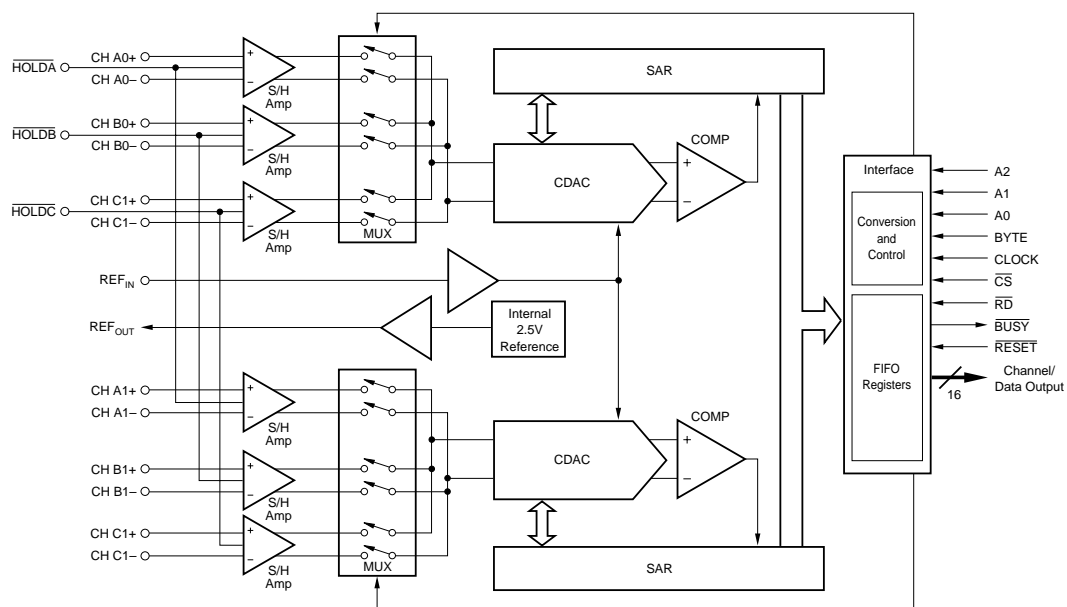 CH A0+
HOLDA
CH A0–
+
–
S/H
Amp
CH B0+
HOLDB
CH B0–
+
–
S/H
Amp
CH C1+
HOLDC
CH C1–
+
–
S/H
Amp
MUX
SAR
CDAC
COMP
+
–
REFIN
REFOUT
Internal
2.5V
Reference
CH A1+
CH A1–
+
–
S/H
Amp
CH B1+
CH B1–
+
–
S/H
Amp
CH C1+
CH C1–
+
–
S/H
Amp
MUX
CDAC
COMP
+
–
SAR
Interface
Conversion
and
Control
FIFO
Registers
A2
A1
A0
BYTE
CLOCK
CS
RD
BUSY
RESET
Channel/
Data Output
16